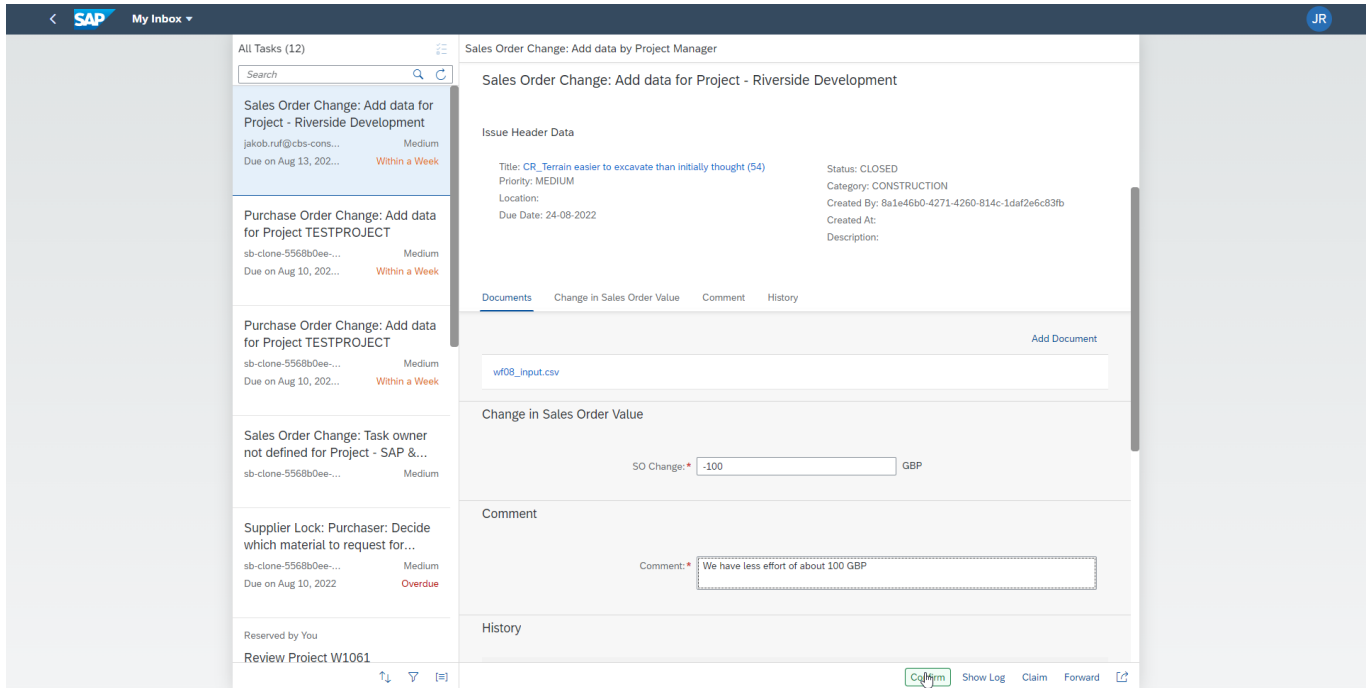 SAP My Inbox
JR
All Tasks (12)
Search
Sales Order Change: Add data for
Project - Riverside Development
jakob.ruf@cbs-cons... Medium
Due on Aug 13, 202... Within a Week
Purchase Order Change: Add data
for Project TESTPROJECT
sb-clone-5568b0ee-... Medium
Due on Aug 10, 202... Within a Week
Purchase Order Change: Add data
for Project TESTPROJECT
sb-clone-5568b0ee-... Medium
Due on Aug 10, 202... Within a Week
Sales Order Change: Task owner
not defined for Project - SAP &...
sb-clone-5568b0ee-... Medium
Supplier Lock: Purchaser: Decide
which material to request for...
sb-clone-5568b0ee-... Medium
Due on Aug 10, 2022 Overdue
Reserved by You
Review Project W1061
Sales Order Change: Add data by Project Manager
Sales Order Change: Add data for Project - Riverside Development
Issue Header Data
Title: CR_Terrain easier to excavate than initially thought (54)
Priority: MEDIUM
Location:
Due Date: 24-08-2022
Status: CLOSED
Category: CONSTRUCTION
Created By: 8a1e46b0-4271-4260-814c-1daf2e6c83fb
Created At:
Description:
Documents Change in Sales Order Value Comment History
Add Document
wf08_input.csv
Change in Sales Order Value
SO Change:* -100 GBP
Comment
Comment:* We have less effort of about 100 GBP
History
Confirm Show Log Claim Forward